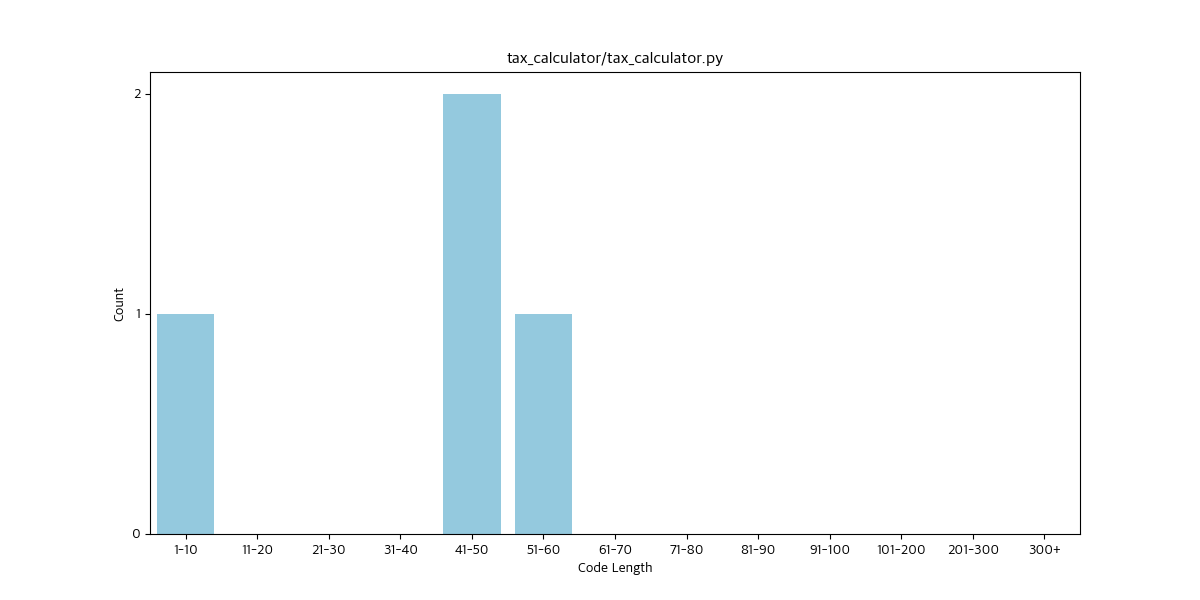 tax_calculator/tax_calculator.py
2
1
0
Count
1-10 11-20 21-30 31-40 41-50 51-60 61-70 71-80 81-90 91-100 101-200 201-300 300+
Code Length